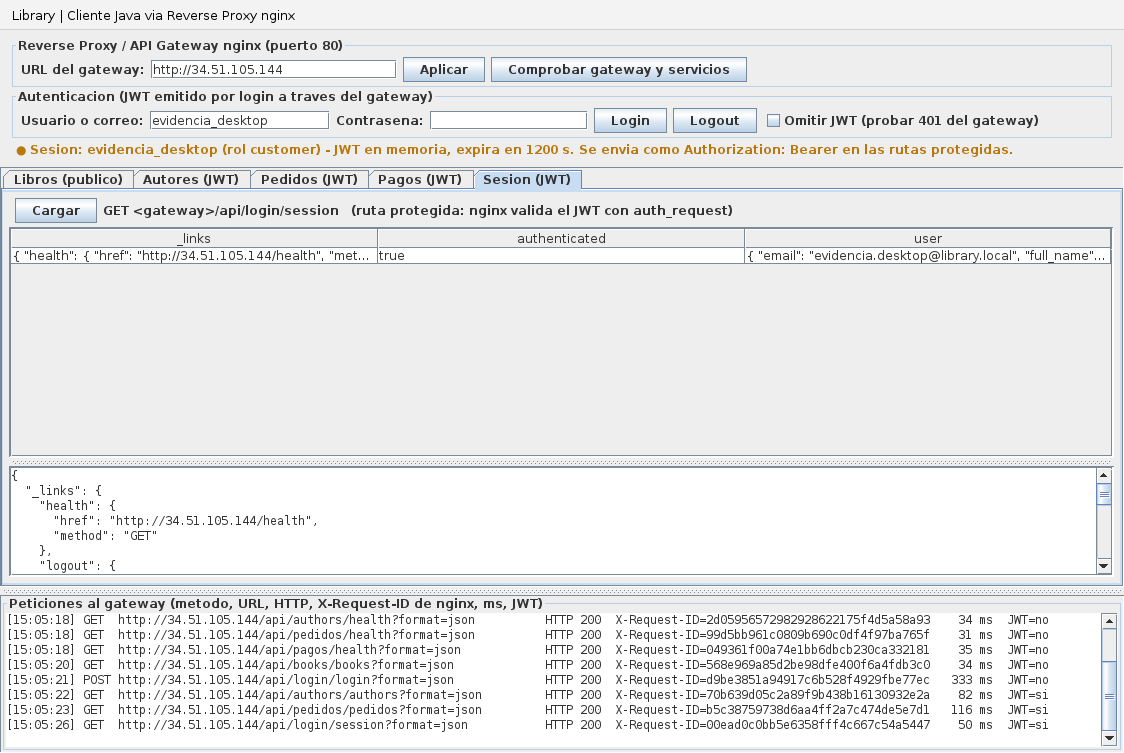 Library | Cliente Java via Reverse Proxy nginx
Reverse Proxy / API Gateway nginx (puerto 80)
URL del gateway: http://34.51.105.144 Aplicar Comprobar gateway y servicios
Autenticacion (JWT emitido por login a traves del gateway)
Usuario o correo: evidencia_desktop Contrasena: Login Logout Omitir JWT (probar 401 del gateway)
● Sesion: evidencia_desktop (rol customer) - JWT en memoria, expira en 1200 s. Se envia como Authorization: Bearer en las rutas protegidas.
Libros (publico) Autores (JWT) Pedidos (JWT) Pagos (JWT) Sesion (JWT)
Cargar GET <gateway>/api/login/session (ruta protegida: nginx valida el JWT con auth_request)
_links authenticated user
{ "health": { "href": "http://34.51.105.144/health", "met... true { "email": "evidencia.desktop@library.local", "full_name"...
{
"_links": {
"health": {
"href": "http://34.51.105.144/health",
"method": "GET"
},
"logout": {
Peticiones al gateway (metodo, URL, HTTP, X-Request-ID de nginx, ms, JWT)
[15:05:18] GET http://34.51.105.144/api/authors/health?format=json HTTP 200 X-Request-ID=2d059565729829286221​75f4d5a58a93 34 ms JWT=no
[15:05:18] GET http://34.51.105.144/api/pedidos/health?format=json HTTP 200 X-Request-ID=99d5bb961c0809b690c0df4f97ba765f 31 ms JWT=no
[15:05:18] GET http://34.51.105.144/api/pagos/health?format=json HTTP 200 X-Request-ID=049361f00a74e1bb6dbcb230ca332181 35 ms JWT=no
[15:05:20] GET http://34.51.105.144/api/books/books?format=json HTTP 200 X-Request-ID=568e969a85d2be98dfe400f6a4fdb3c0 34 ms JWT=no
[15:05:21] POST http://34.51.105.144/api/login/login?format=json HTTP 200 X-Request-ID=d9be3851a94917c6b528f4929fbe77ec 333 ms JWT=no
[15:05:22] GET http://34.51.105.144/api/authors/authors?format=json HTTP 200 X-Request-ID=70b639d05c2a89f9b438b16130932e2a 82 ms JWT=si
[15:05:23] GET http://34.51.105.144/api/pedidos/pedidos?format=json HTTP 200 X-Request-ID=b5c38759738d6aa4ff2a7c474de5e7d1 116 ms JWT=si
[15:05:26] GET http://34.51.105.144/api/login/session?format=json HTTP 200 X-Request-ID=00ead0c0bb5e6358fff4c667c54a5447 50 ms JWT=si